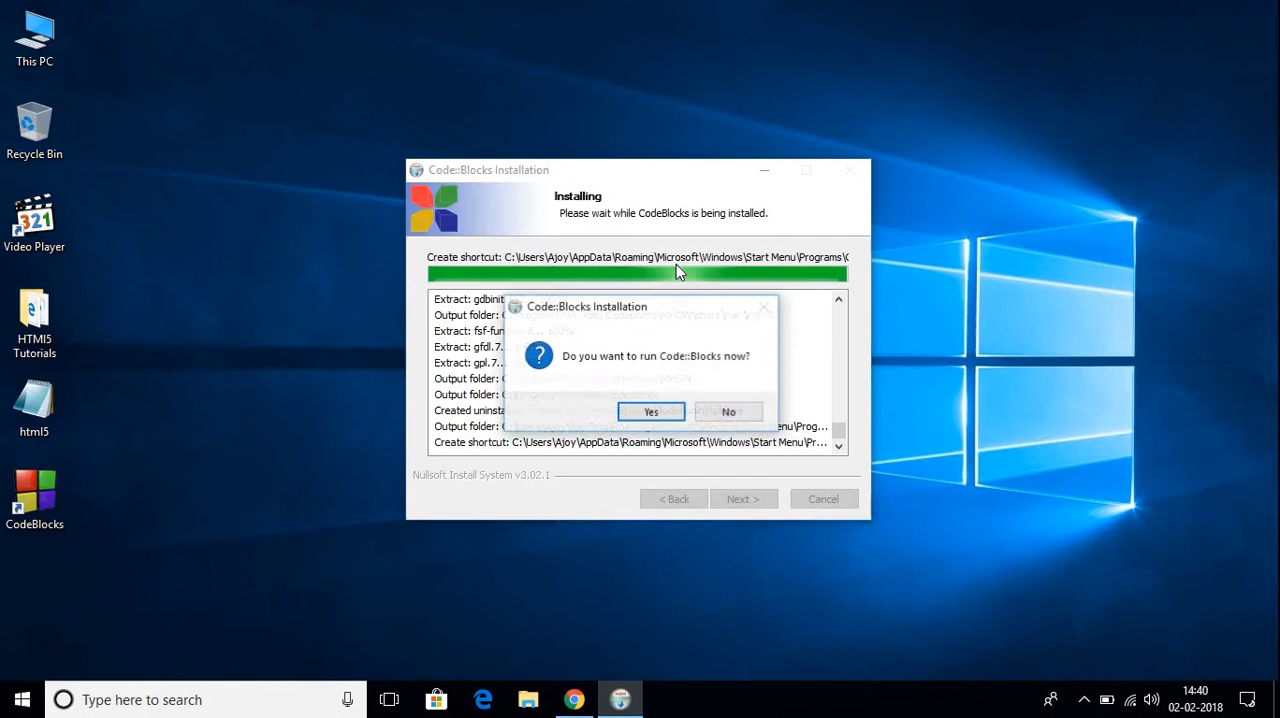 This PC
Recycle Bin
Video Player
HTMI5
Tutorials
html5
CodeBlocks
Code::Blocks Installation
Installing
Please wait while CodeBlocks is being installed.
Create shortcut: C:\Users\Ajoy\AppData\Roaming\Microsoft\Windows\Start Menu\Programs\C
Extract: gdbinit
Output folder: C
Extract: fsf-fun
Extract: gfdl.7... 
Extract: gpl.7...
Output folder: C
Output folder: C
Created uninsta
Output folder: C
nu\Prog...
Create shortcut: C:\Users\Ajoy\AppData\Roaming\Microsoft\Windows\Start Menu\Pr...
Code::Blocks Installation
Do you want to run Code::Blocks now?
Yes
No
Nullsoft Install System v3.02.1
< Back
Next >
Cancel
Type here to search
14:40
02-02-2018